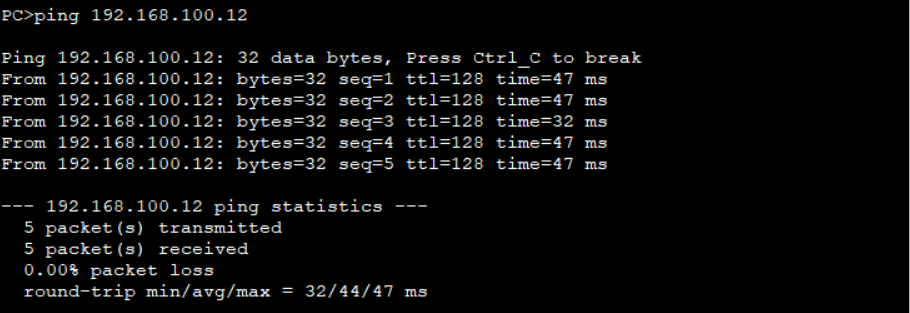 PC>ping 192.168.100.12
Ping 192.168.100.12: 32 data bytes, Press Ctrl_C to break
From 192.168.100.12: bytes=32 seq=1 ttl=128 time=47 ms
From 192.168.100.12: bytes=32 seq=2 ttl=128 time=47 ms
From 192.168.100.12: bytes=32 seq=3 ttl=128 time=32 ms
From 192.168.100.12: bytes=32 seq=4 ttl=128 time=47 ms
From 192.168.100.12: bytes=32 seq=5 ttl=128 time=47 ms
--- 192.168.100.12 ping statistics ---
5 packet(s) transmitted
5 packet(s) received
0.00% packet loss
round-trip min/avg/max = 32/44/47 ms